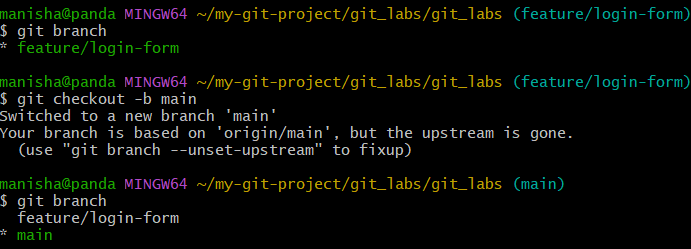 manisha@panda MINGW64 ~/my-git-project/git_labs/git_labs (feature/login-form)
$ git branch
* feature/login-form
manisha@panda MINGW64 ~/my-git-project/git_labs/git_labs (feature/login-form)
$ git checkout -b main
Switched to a new branch 'main'
Your branch is based on 'origin/main', but the upstream is gone.
  (use "git branch --unset-upstream" to fixup)
manisha@panda MINGW64 ~/my-git-project/git_labs/git_labs (main)
$ git branch
  feature/login-form
* main